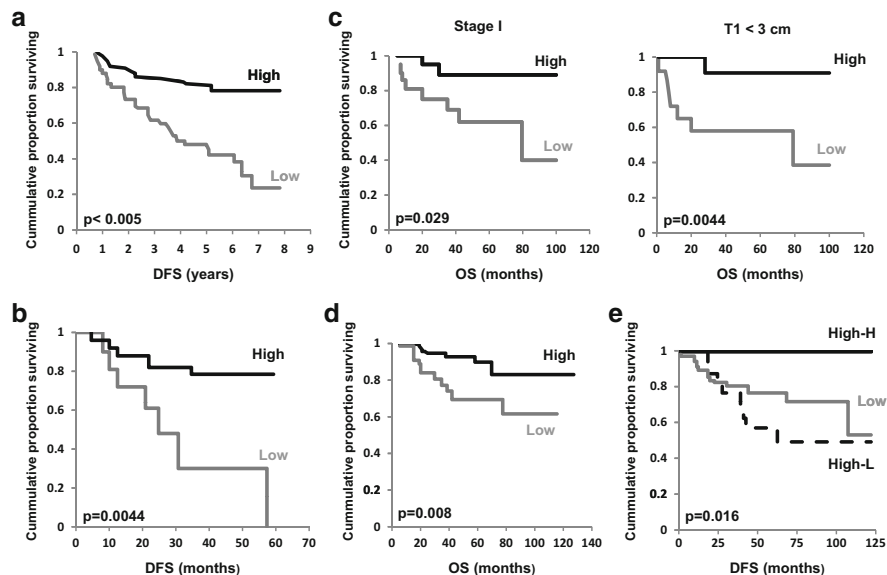 a
Cummulative proportion surviving
1
0.8
0.6
0.4
0.2
0
0 1 2 3 4 5 6 7 8 9
High
Low
p< 0.005
DFS (years)
c
Stage I
Cummulative proportion surviving
1
0.8
0.6
0.4
0.2
0
0 20 40 60 80 100 120
High
Low
p=0.029
OS (months)
T1 < 3 cm
Cummulative proportion surviving
1
0.8
0.6
0.4
0.2
0
0 20 40 60 80 100 120
High
Low
p=0.0044
OS (months)
b
Cummulative proportion surviving
1
0.8
0.6
0.4
0.2
0
0 10 20 30 40 50 60 70
High
Low
p=0.0044
DFS (months)
d
Cummulative proportion surviving
1
0.8
0.6
0.4
0.2
0
0 20 40 60 80 100 120 140
High
Low
p=0.008
OS (months)
e
Cummulative proportion surviving
1
0.8
0.6
0.4
0.2
0
0 25 50 75 100 125
High-H
Low
High-L
p=0.016
DFS (months)